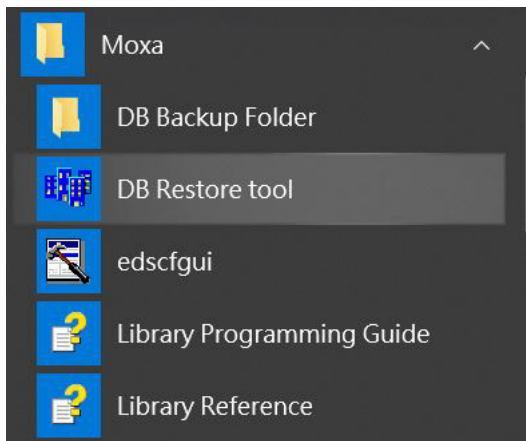 Moxa
DB Backup Folder
DB Restore tool
edscfgui
Library Programming Guide
Library Reference